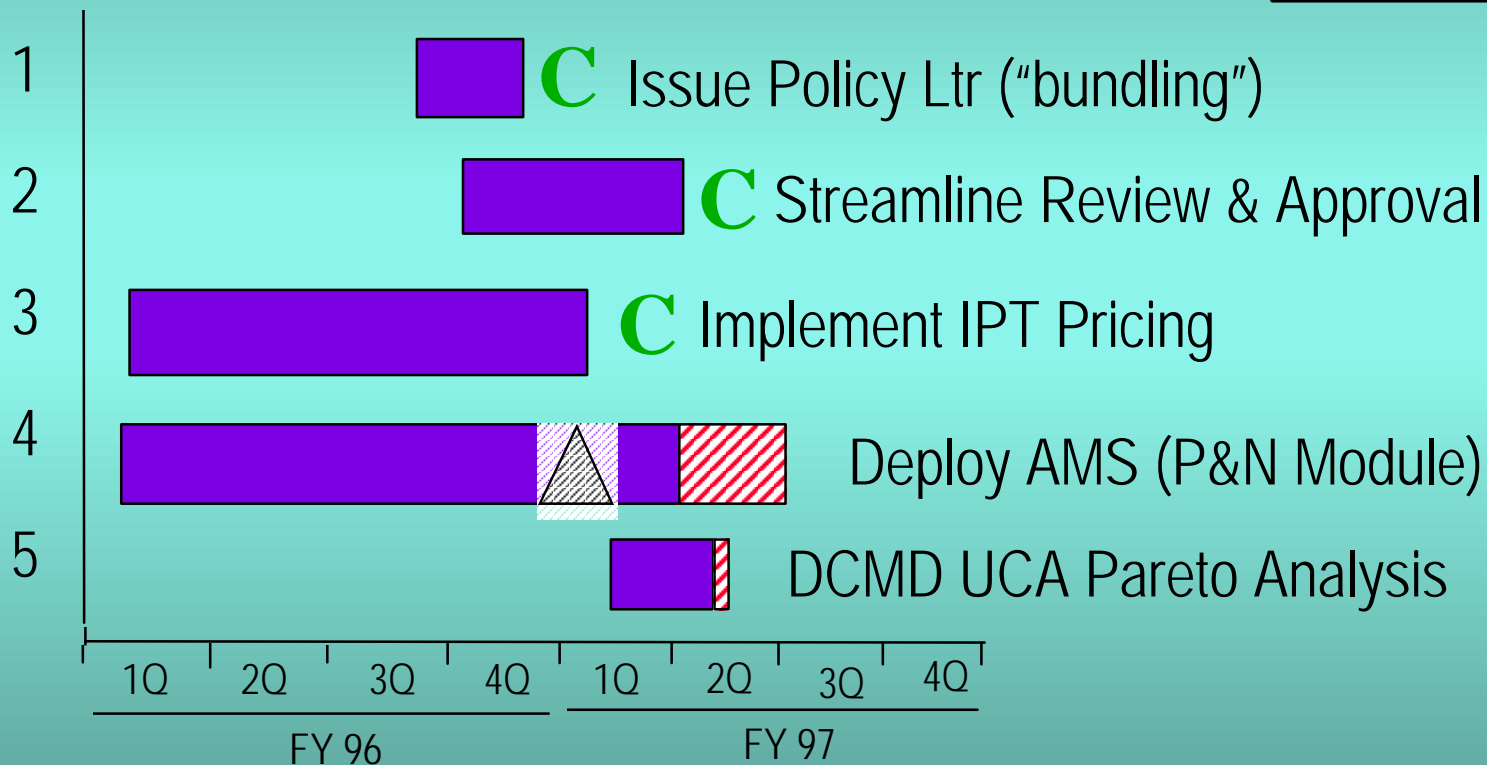 1 C Issue Policy Ltr (“bundling”)
2 C Streamline Review & Approval
3 C Implement IPT Pricing
4 Deploy AMS (P&N Module)
5 DCMD UCA Pareto Analysis
1Q 2Q 3Q 4Q 1Q 2Q 3Q 4Q
FY 96 FY 97